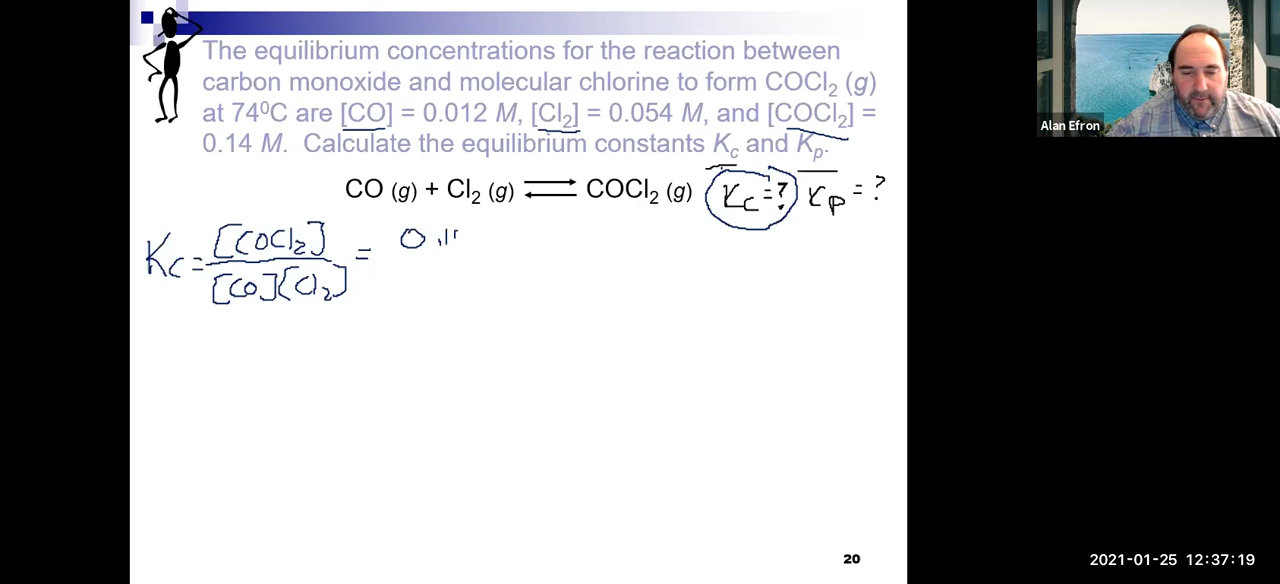 The equilibrium concentrations for the reaction between
carbon monoxide and molecular chlorine to form COCl₂ (g)
at 74⁰C are [CO] = 0.012 M, [Cl₂] = 0.054 M, and [COCl₂] =
0.14 M. Calculate the equilibrium constants Kc and Kp.
CO (g) + Cl₂ (g) ⇌ COCl₂ (g) Kc = ? Kp = ?
Kc = [COCl₂] / [CO][Cl₂] =
Alan Efron
20
2021-01-25 12:37:19